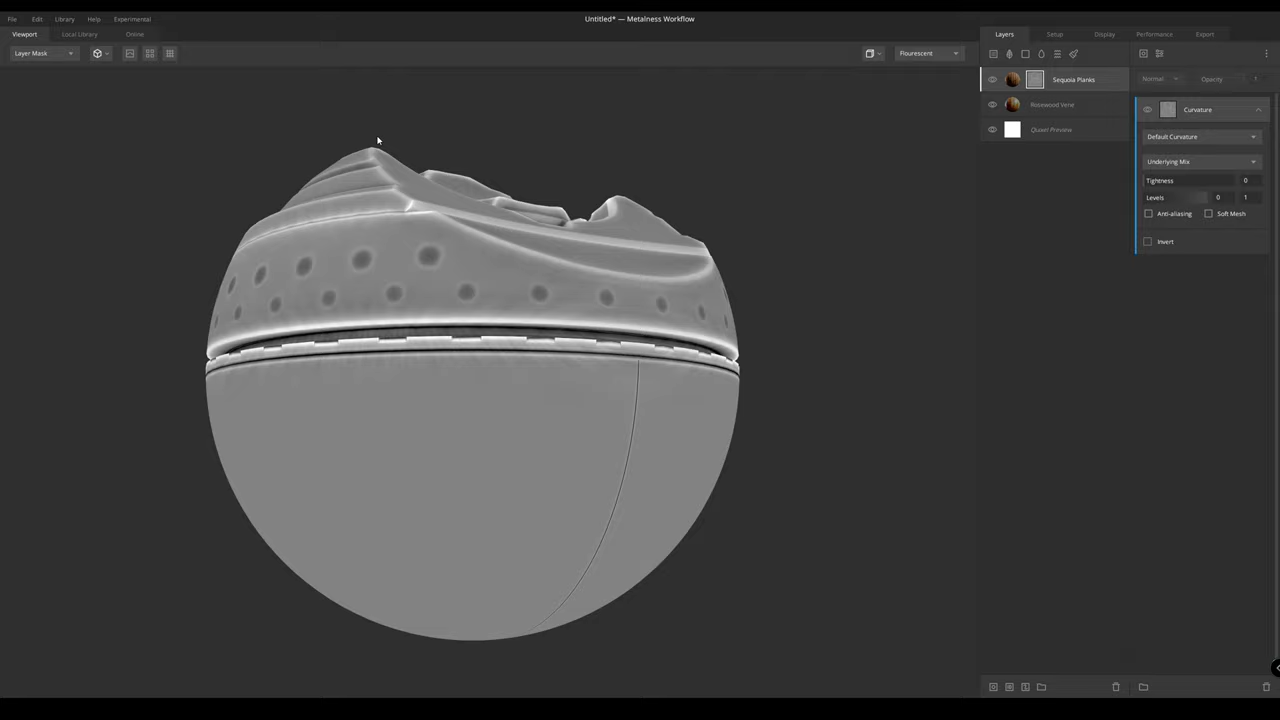 Untitled* — Metalness Workflow
File Edit Library Help Experimental
Viewport Local Library Online
Layers Setup Display Performance Export
Layer Mask
Flourescent
Sequoia Planks
Rosewood Vene
Quixel Preview
Normal Opacity 1
Curvature
Default Curvature
Underlying Mix
Tightness 0
Levels 0 1
Anti-aliasing Soft Mesh
Invert